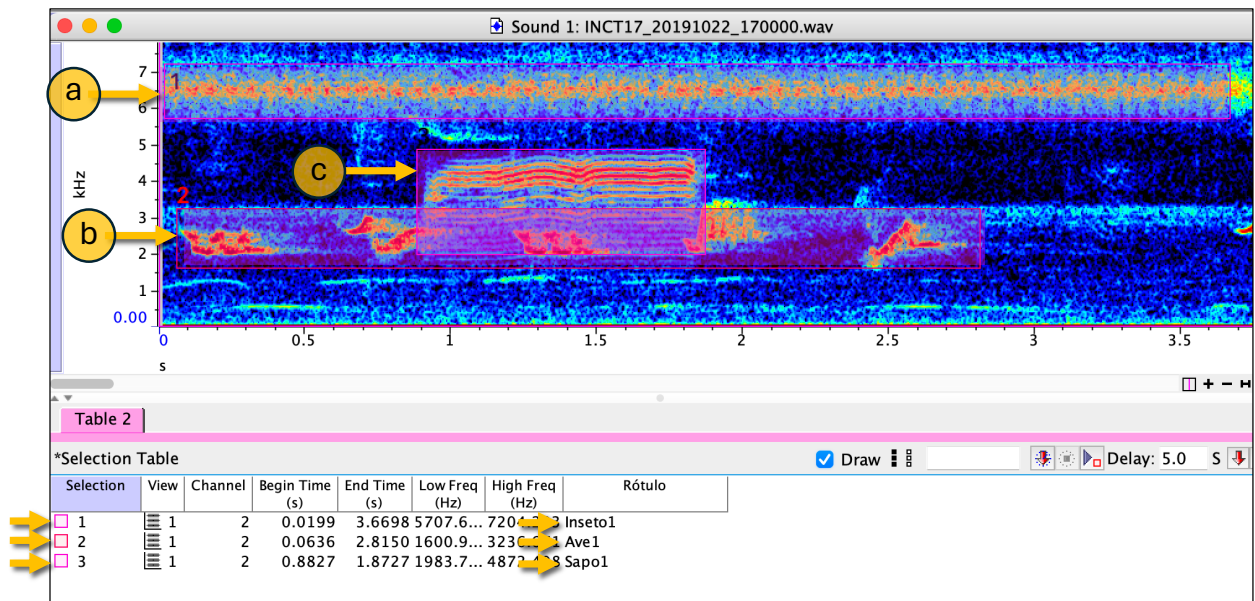 Sound 1: INCT17_20191022_170000.wav
7
6
5
4
3
2
1
0.00
kHz
a
b
c
1
2
0 0.5 1 1.5 2 2.5 3 3.5
s
Table 2
*Selection Table Draw Delay: 5.0 S
Selection View Channel Begin Time (s) End Time (s) Low Freq (Hz) High Freq (Hz) Rótulo
1 1 2 0.0199 3.6698 5707.6... Inseto1
2 1 2 0.0636 2.8150 1600.9... Ave1
3 1 2 0.8827 1.8727 1983.7... Sapo1